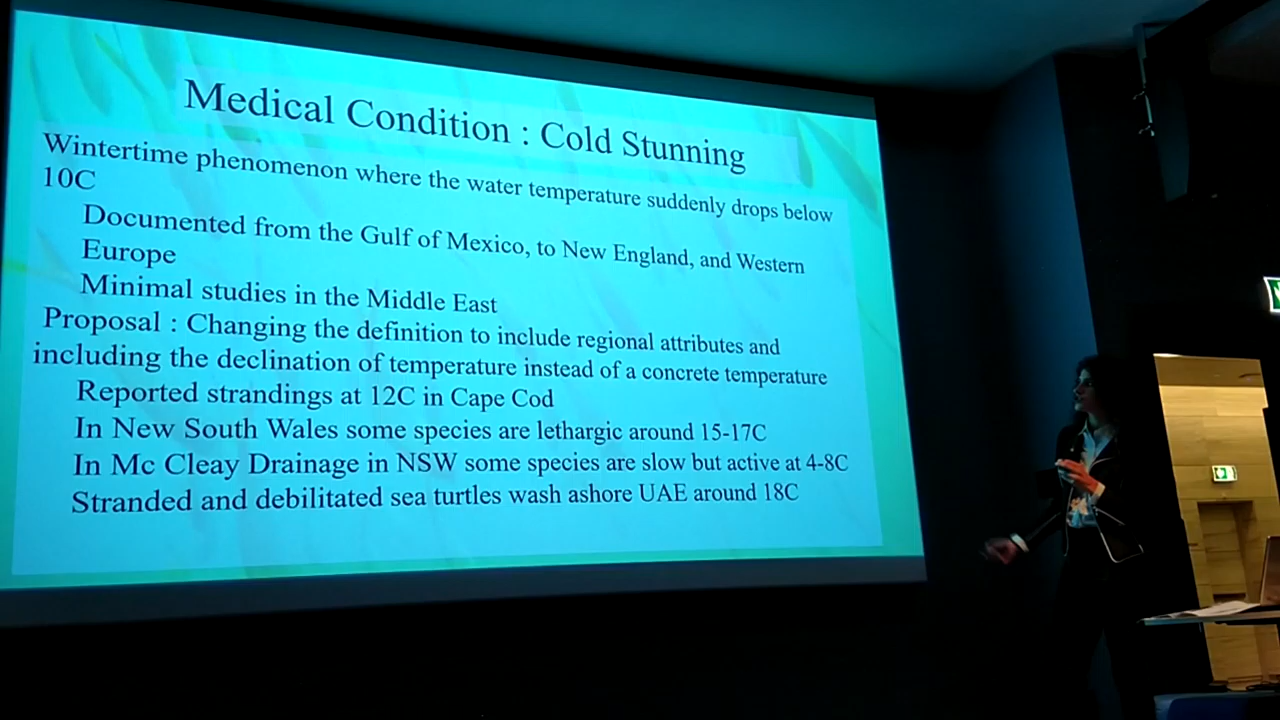 Medical Condition : Cold Stunning
Wintertime phenomenon where the water temperature suddenly drops below
10C
Documented from the Gulf of Mexico, to New England, and Western
Europe
Minimal studies in the Middle East
Proposal : Changing the definition to include regional attributes and
including the declination of temperature instead of a concrete temperature
Reported strandings at 12C in Cape Cod
In New South Wales some species are lethargic around 15-17C
In Mc Cleay Drainage in NSW some species are slow but active at 4-8C
Stranded and debilitated sea turtles wash ashore UAE around 18C